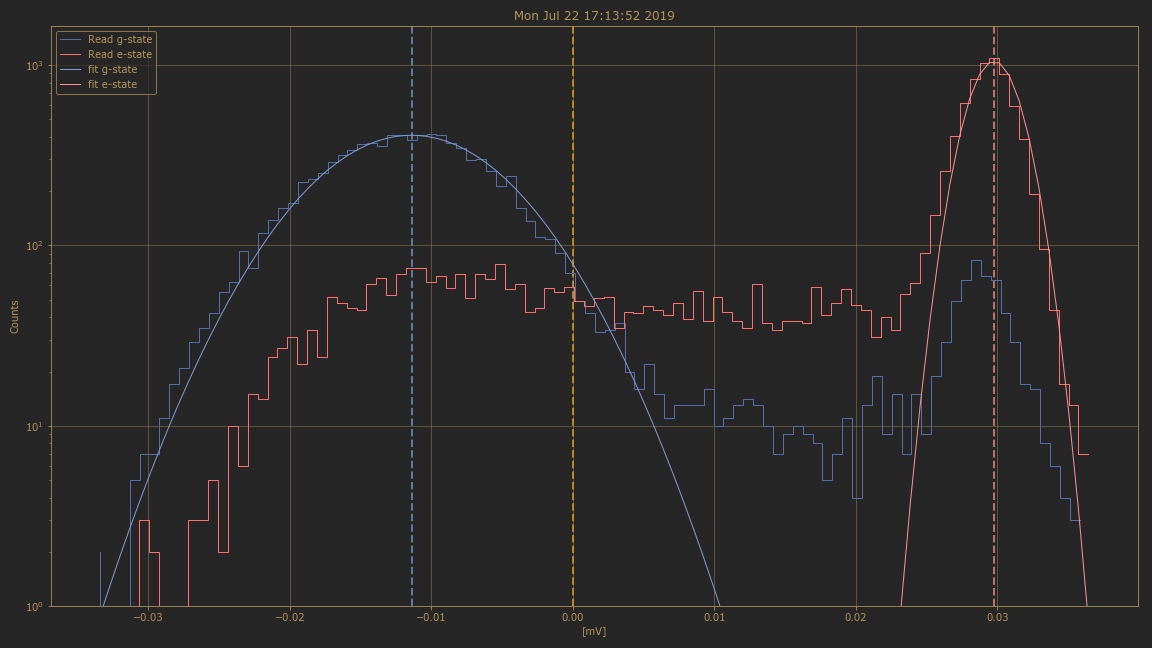 Mon Jul 22 17:13:52 2019
Read g-state
Read e-state
fit g-state
fit e-state
Counts
10³
10²
10¹
10⁰
−0.03 −0.02 −0.01 0.00 0.01 0.02 0.03
[mV]